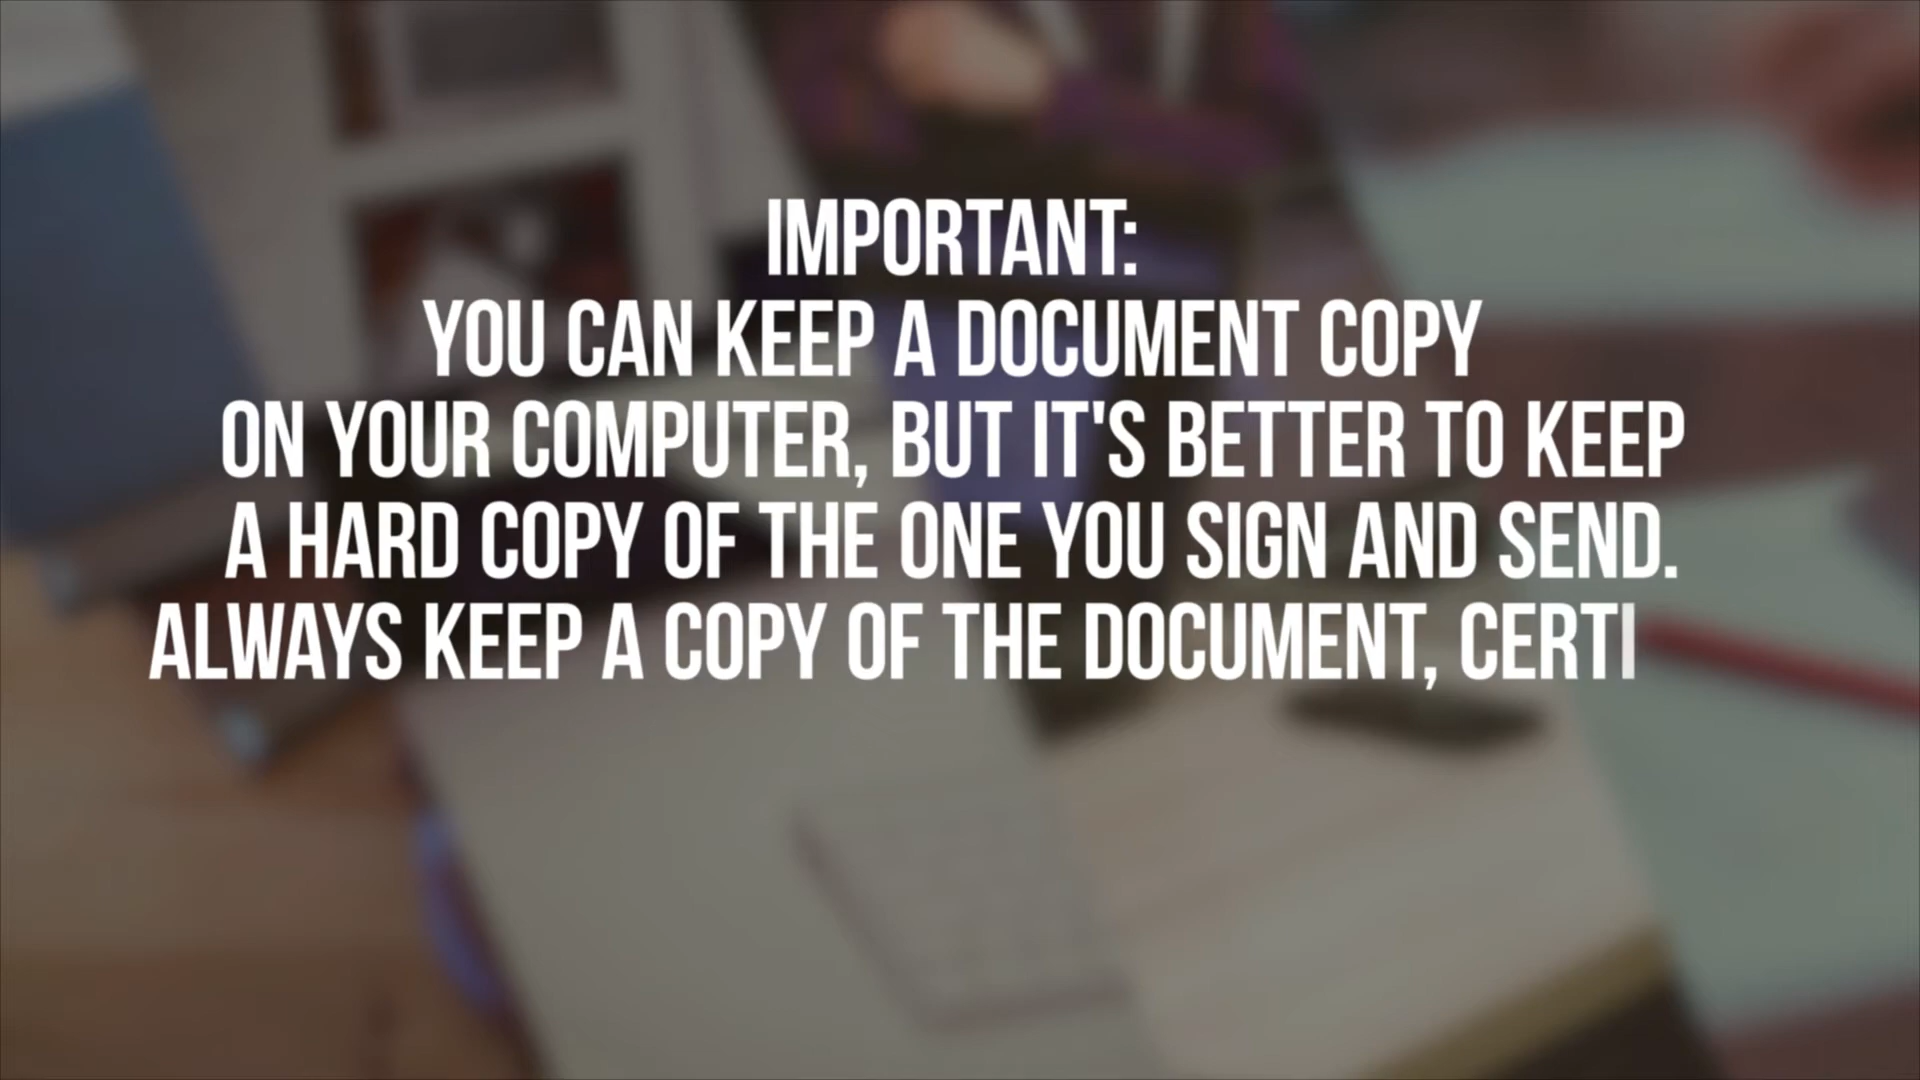 IMPORTANT:
YOU CAN KEEP A DOCUMENT COPY
ON YOUR COMPUTER, BUT IT'S BETTER TO KEEP
A HARD COPY OF THE ONE YOU SIGN AND SEND.
ALWAYS KEEP A COPY OF THE DOCUMENT, CERTI